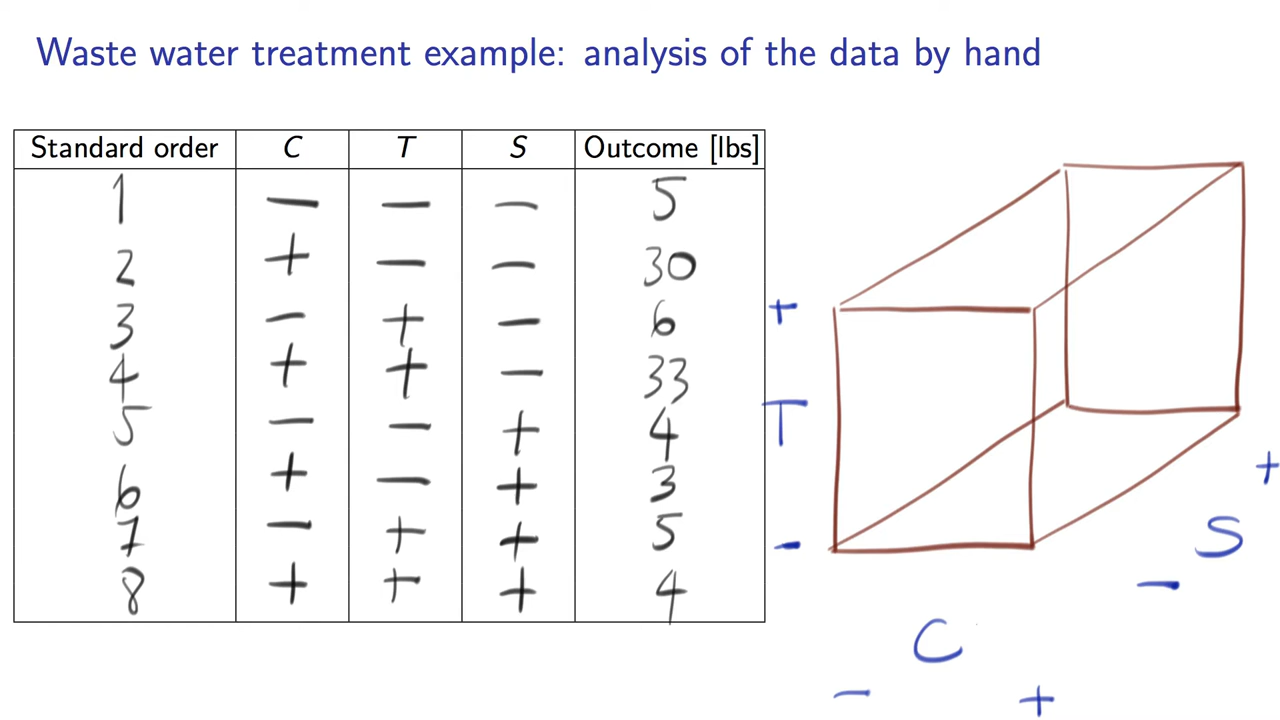 Waste water treatment example: analysis of the data by hand
Standard order C T S Outcome [lbs]
1 − − − 5
2 + − − 30
3 − + − 6
4 + + − 33
5 − − + 4
6 + − + 3
7 − + + 5
8 + + + 4
+
T
-
+
S
−
C
− +